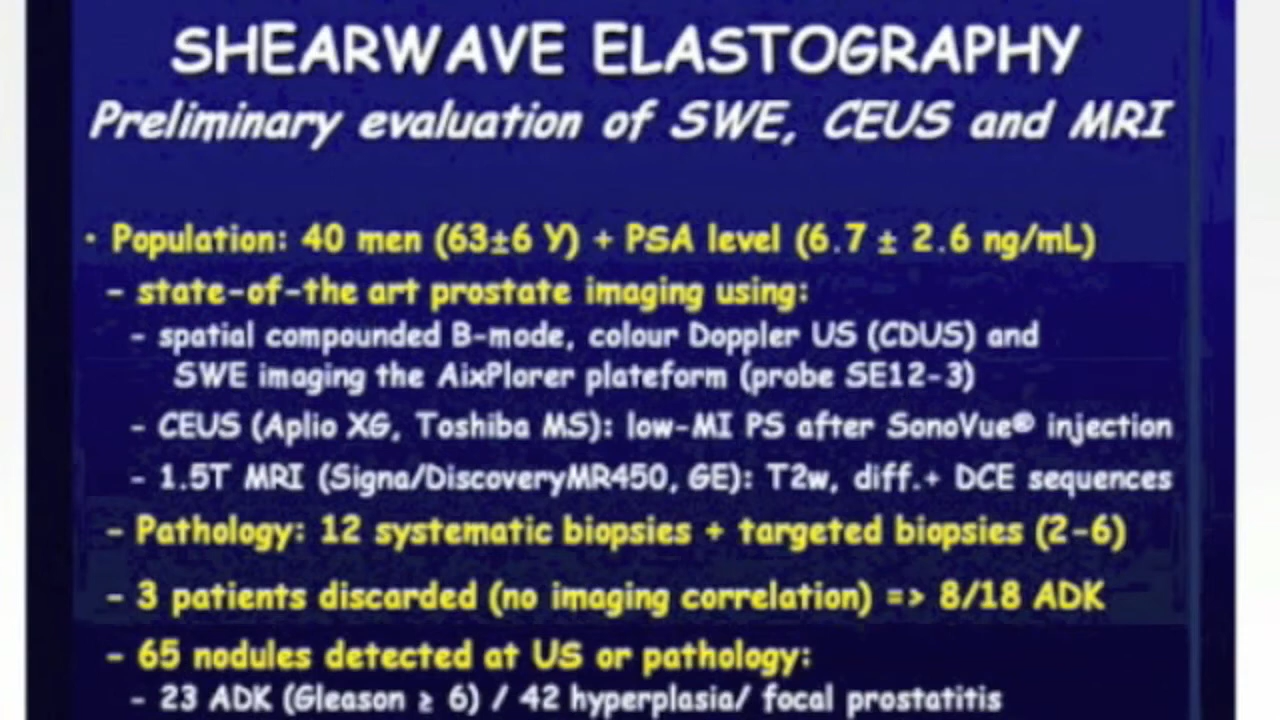 SHEARWAVE ELASTOGRAPHY
Preliminary evaluation of SWE, CEUS and MRI
· Population: 40 men (63±6 Y) + PSA level (6.7 ± 2.6 ng/mL)
- state-of-the art prostate imaging using:
- spatial compounded B-mode, colour Doppler US (CDUS) and
SWE imaging the AixPlorer plateform (probe SE12-3)
- CEUS (Aplio XG, Toshiba MS): low-MI PS after SonoVue® injection
- 1.5T MRI (Signa/DiscoveryMR450, GE): T2w, diff.+ DCE sequences
- Pathology: 12 systematic biopsies + targeted biopsies (2-6)
- 3 patients discarded (no imaging correlation) => 8/18 ADK
- 65 nodules detected at US or pathology:
- 23 ADK (Gleason ≥ 6) / 42 hyperplasia/ focal prostatitis